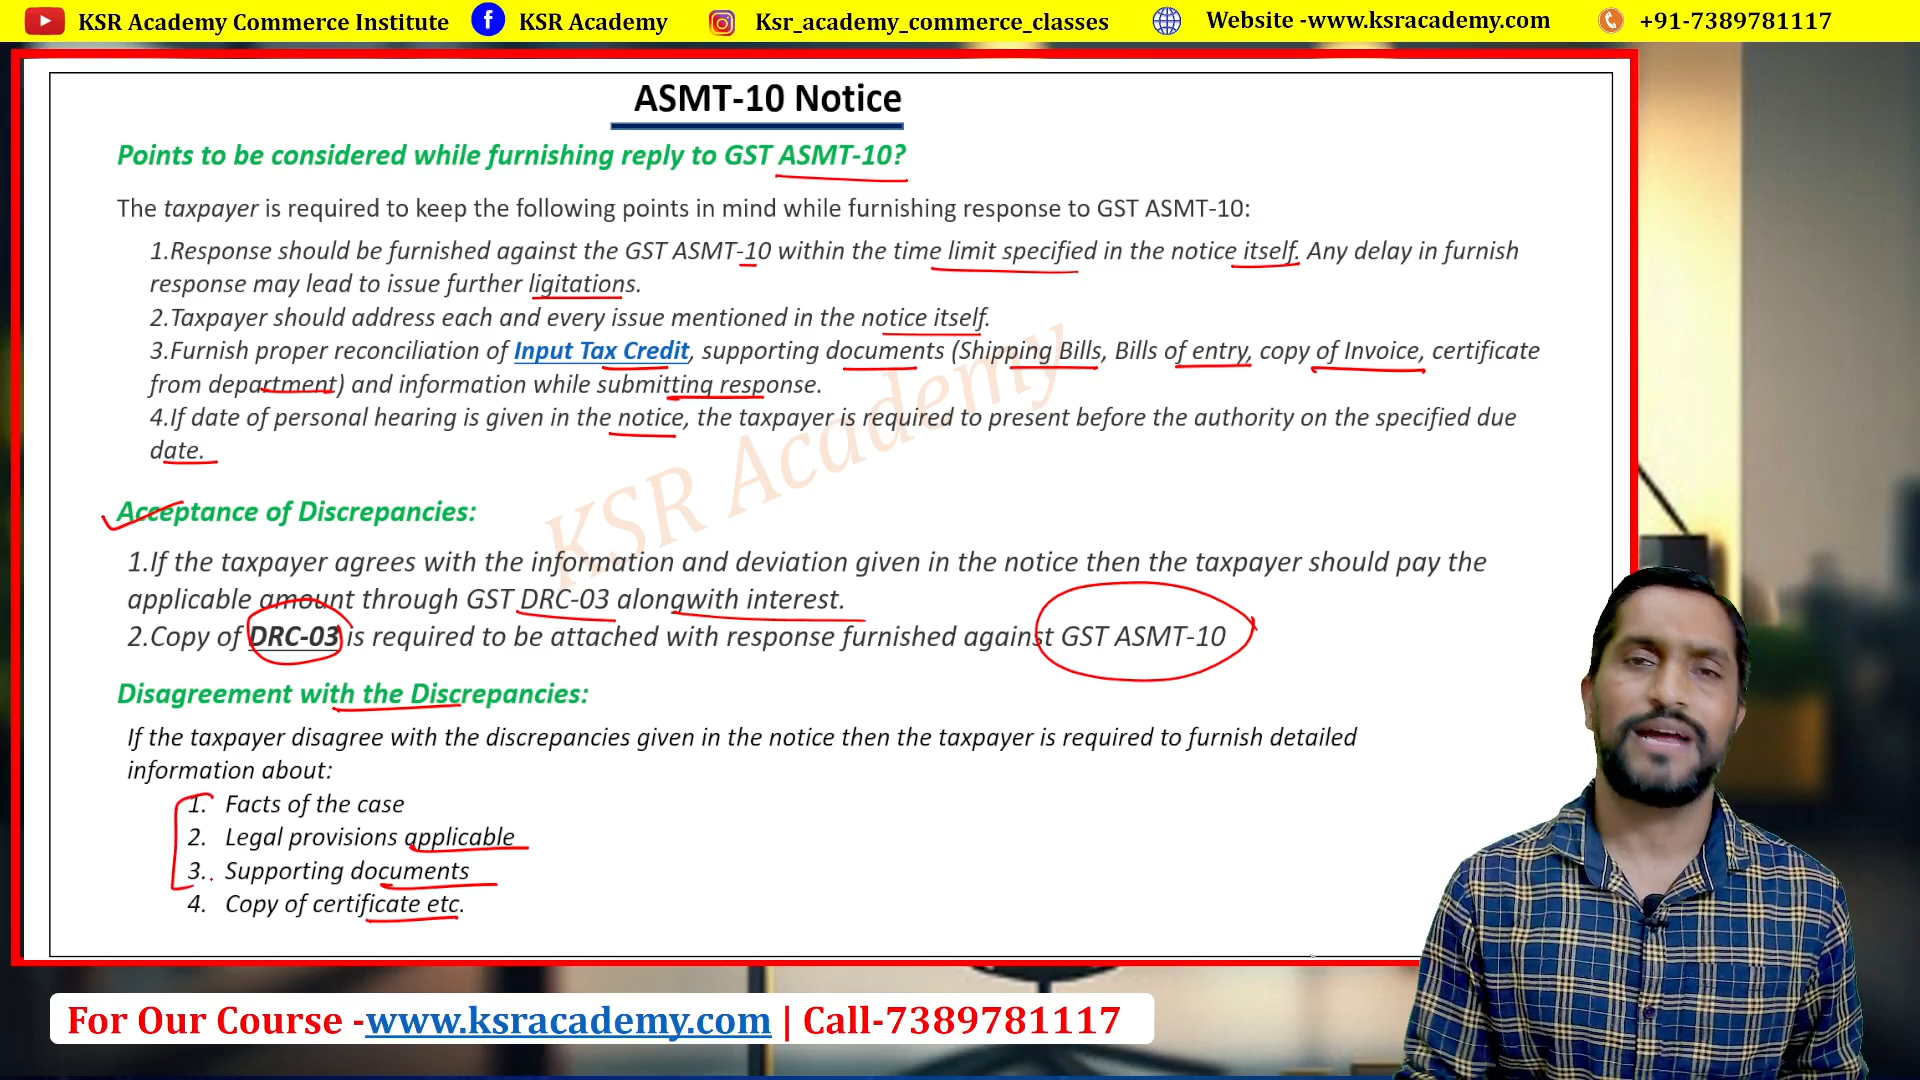 KSR Academy Commerce Institute KSR Academy Ksr_academy_commerce_classes Website -www.ksracademy.com +91-7389781117
ASMT-10 Notice
Points to be considered while furnishing reply to GST ASMT-10?
The taxpayer is required to keep the following points in mind while furnishing response to GST ASMT-10:
1.Response should be furnished against the GST ASMT-10 within the time limit specified in the notice itself. Any delay in furnish
response may lead to issue further ligitations.
2.Taxpayer should address each and every issue mentioned in the notice itself.
3.Furnish proper reconciliation of Input Tax Credit, supporting documents (Shipping Bills, Bills of entry, copy of Invoice, certificate
from department) and information while submitting response.
4.If date of personal hearing is given in the notice, the taxpayer is required to present before the authority on the specified due
date.
KSR Academy
Acceptance of Discrepancies:
1.If the taxpayer agrees with the information and deviation given in the notice then the taxpayer should pay the
applicable amount through GST DRC-03 alongwith interest.
2.Copy of DRC-03 is required to be attached with response furnished against GST ASMT-10
Disagreement with the Discrepancies:
If the taxpayer disagree with the discrepancies given in the notice then the taxpayer is required to furnish detailed
information about:
1. Facts of the case
2. Legal provisions applicable
3. Supporting documents
4. Copy of certificate etc.
For Our Course -www.ksracademy.com | Call-7389781117